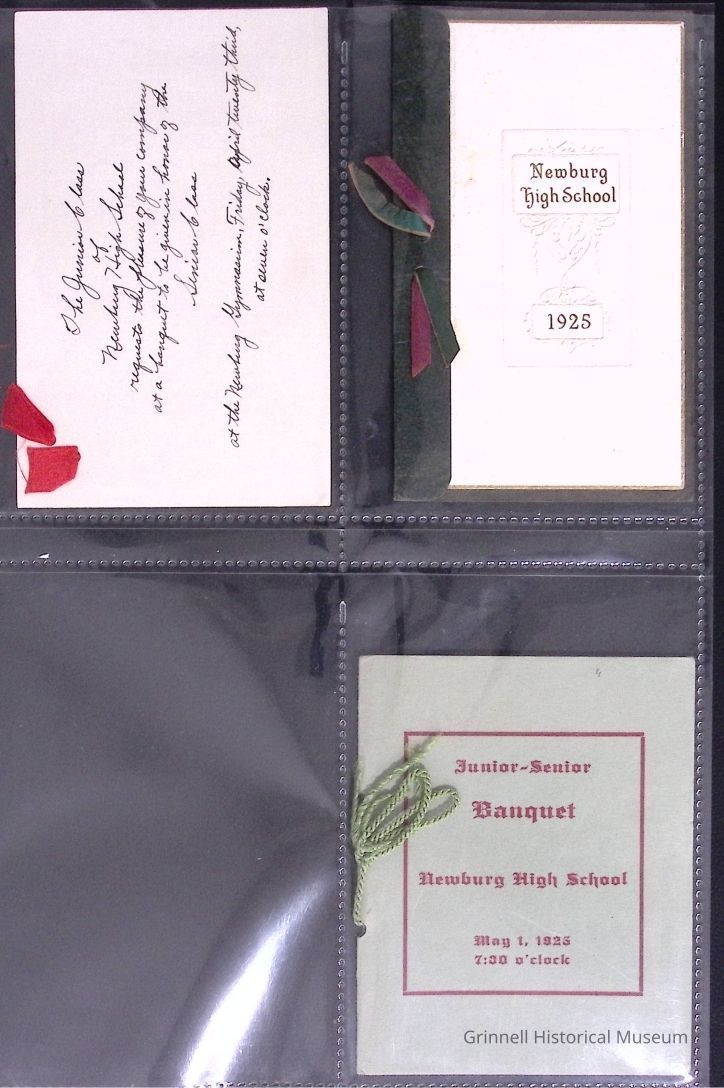 The Junior Class
of
Newburg High School
requests the pleasure of your company
at a banquet to be given in honor of the
Senior Class
at the Newburg Gymnasium, Friday, April twenty third,
at seven o'clock.
Newburg
High School
1925
Junior-Senior
Banquet
Newburg High School
May 1, 1925
7:30 o'clock
Grinnell Historical Museum